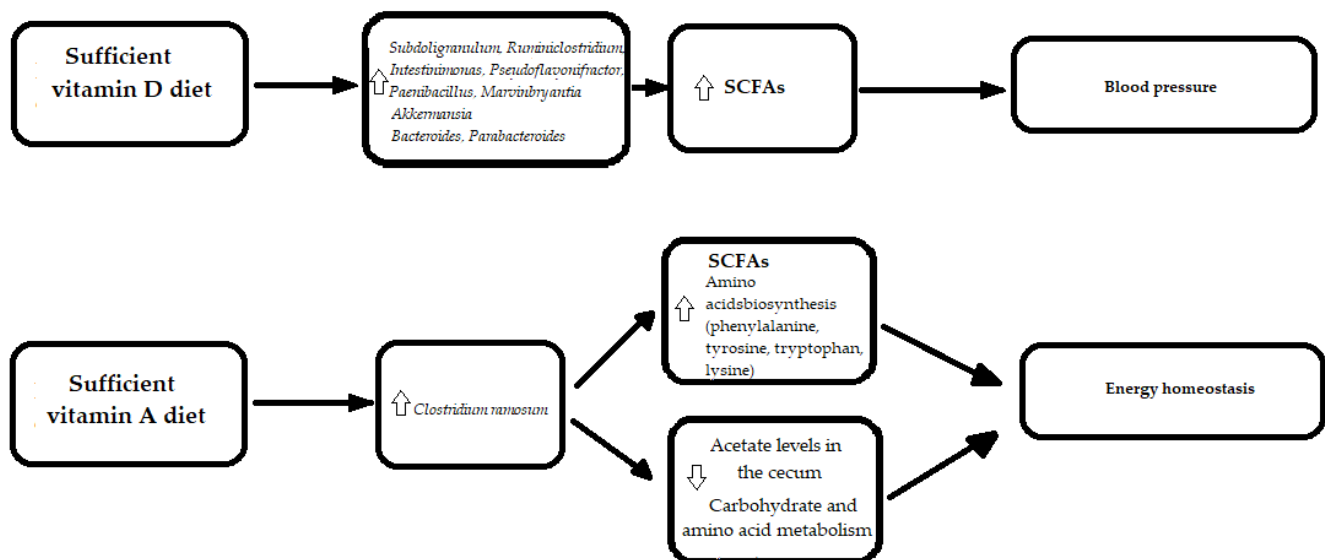 Sufficient
vitamin D diet
Subdoligranulum, Ruminiclostridium,
Intestinimonas, Pseudoflavonifractor,
Paenibacillus, Marvinbryantia
Akkermansia
Bacteroides, Parabacteroides
SCFAs
Blood pressure
Sufficient
vitamin A diet
Clostridium ramosum
SCFAs
Amino
acidsbiosynthesis
(phenylalanine,
tyrosine, tryptophan,
lysine)
Acetate levels in
the cecum
Carbohydrate and
amino acid metabolism
Energy homeostasis